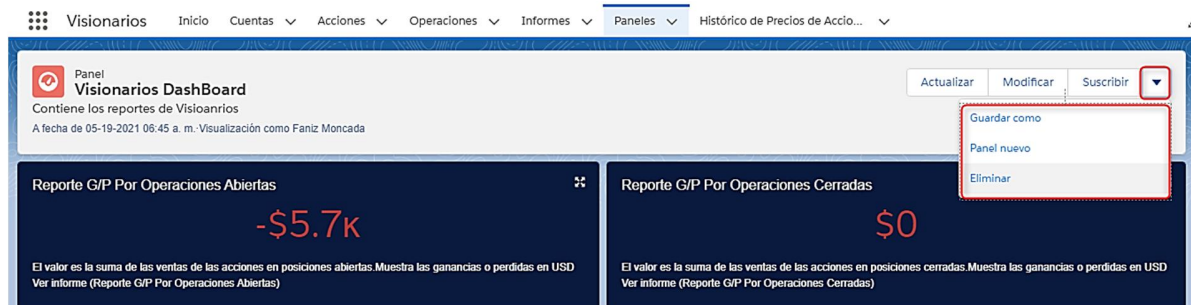 Visionarios Inicio Cuentas Acciones Operaciones Informes Paneles Histórico de Precios de Accio...
Panel
Visionarios DashBoard
Contiene los reportes de Visioanrios
A fecha de 05-19-2021 06:45 a. m.·Visualización como Faniz Moncada
Actualizar Modificar Suscribir
Guardar como
Panel nuevo
Eliminar
Reporte G/P Por Operaciones Abiertas
-$5.7K
El valor es la suma de las ventas de las acciones en posiciones abiertas.Muestra las ganancias o perdidas en USD
Ver informe (Reporte G/P Por Operaciones Abiertas)
Reporte G/P Por Operaciones Cerradas
$0
El valor es la suma de las ventas de las acciones en posiciones cerradas.Muestra las ganancias o perdidas en USD
Ver informe (Reporte G/P Por Operaciones Cerradas)